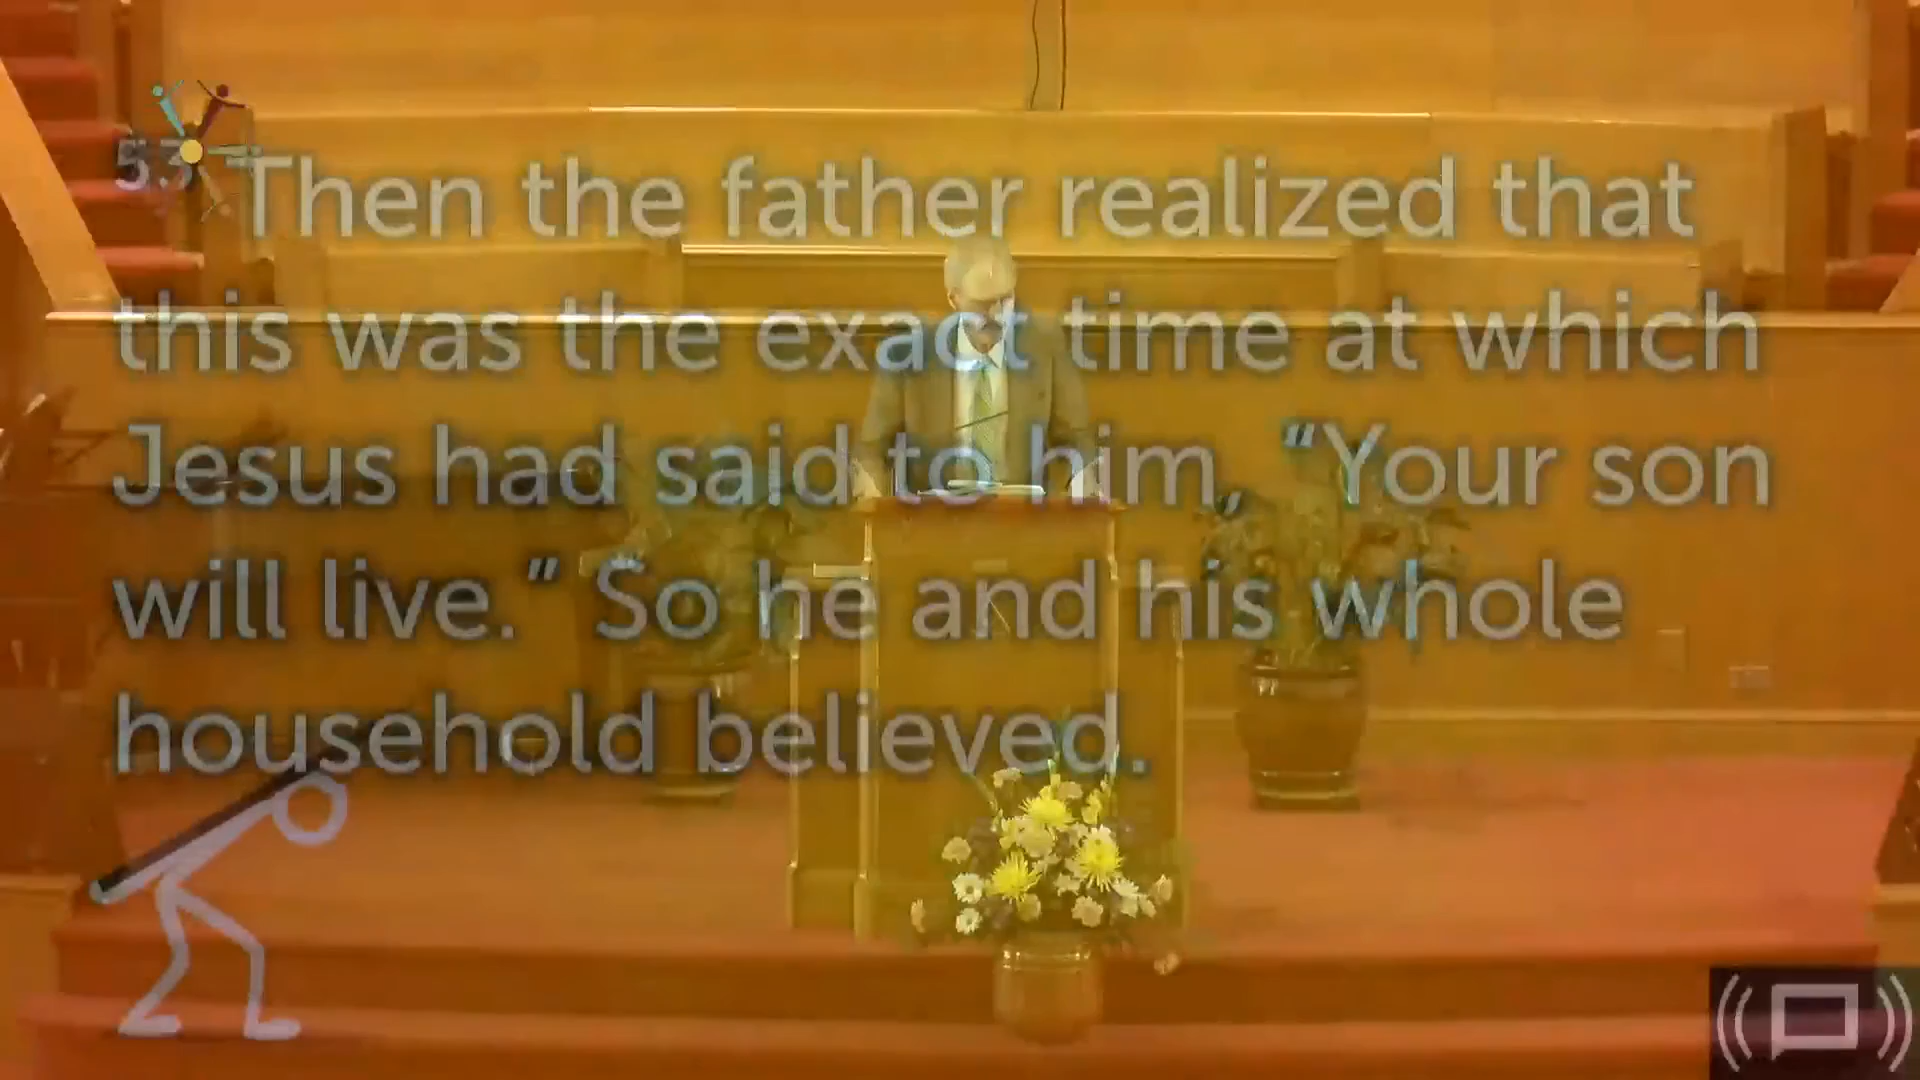 53 Then the father realized that
this was the exact time at which
Jesus had said to him, “Your son
will live.” So he and his whole
household believed.